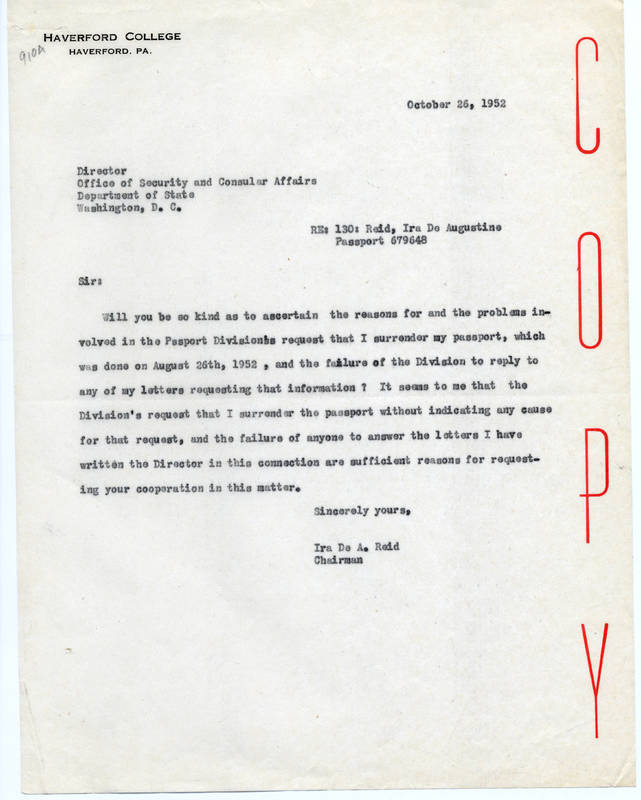 HAVERFORD COLLEGE
HAVERFORD, PA.
910A
October 26, 1952
Director
Office of Security and Consular Affairs
Department of State
Washington, D. C.
RE: 130: Reid, Ira De Augustine
Passport 679648
Sir:
Will you be so kind as to ascertain the reasons for and the problems in-
volved in the Pasport Division's request that I surrender my passport, which
was done on August 26th, 1952 , and the failure of the Division to reply to
any of my letters requesting that information ? It seems to me that the
Division's request that I surrender the passport without indicating any cause
for that request, and the failure of anyone to answer the letters I have
written the Director in this connection are sufficient reasons for request-
ing your cooperation in this matter.
Sincerely yours,
Ira De A. Reid
Chairman
COPY